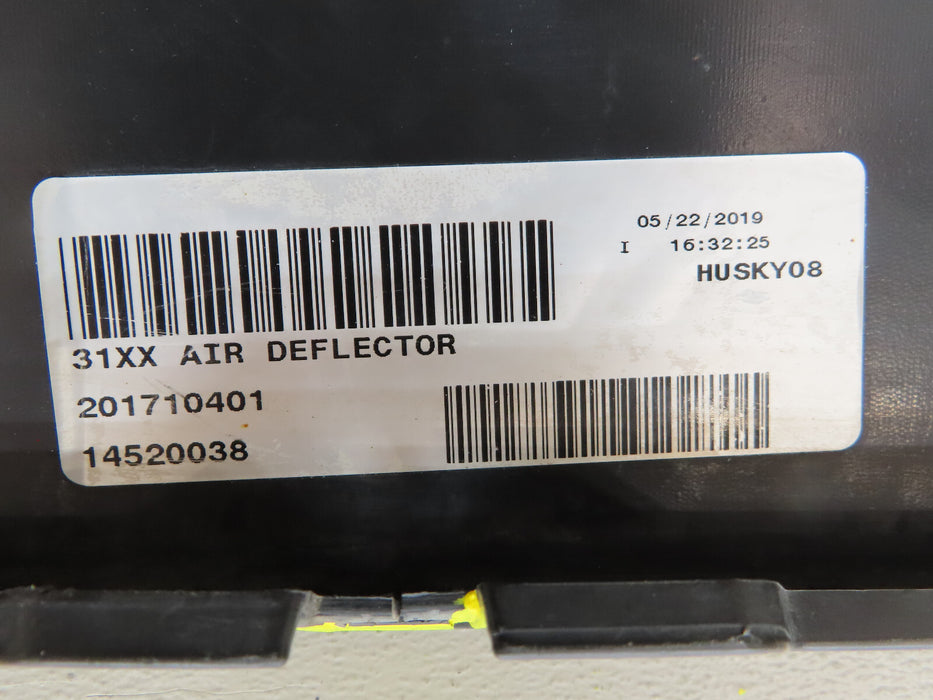 05/22/2019
I 16:32:25
HUSKY08
31XX AIR DEFLECTOR
201710401
14520038